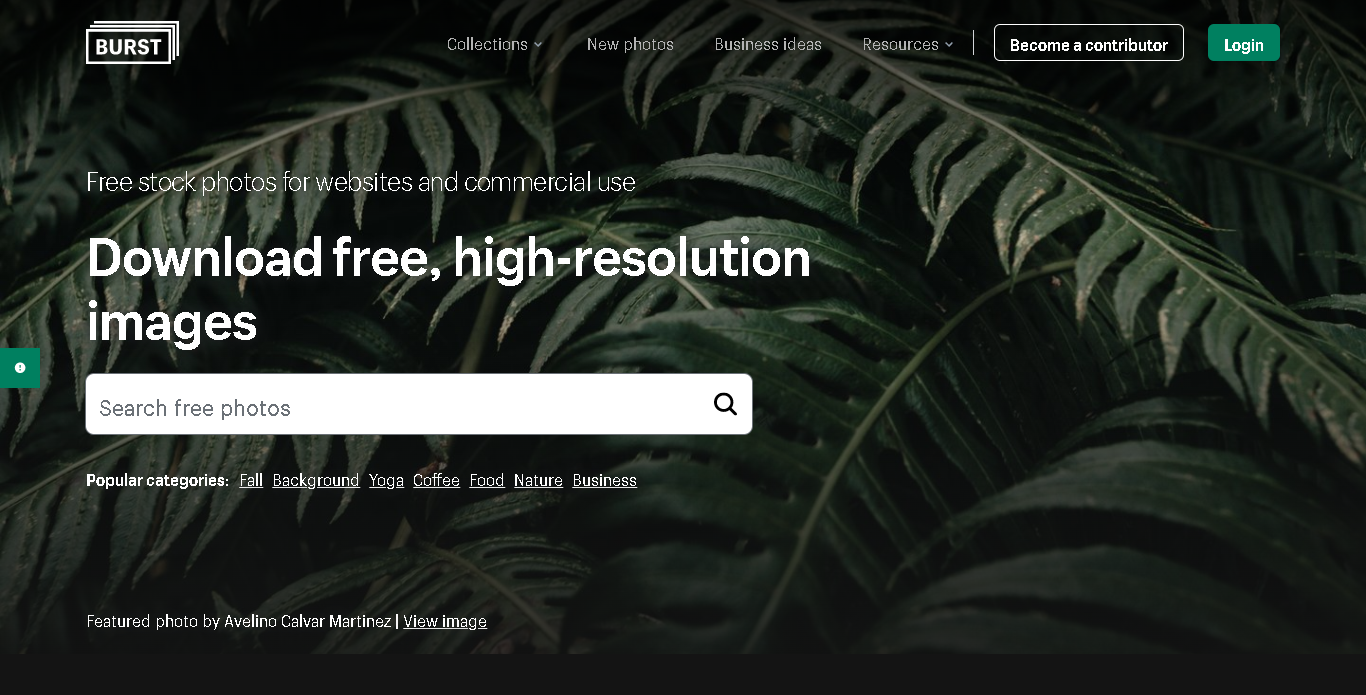 BURST
Collections
New photos
Business ideas
Resources
Become a contributor
Login
Free stock photos for websites and commercial use
Download free, high-resolution
images
Search free photos
Popular categories: Fall Background Yoga Coffee Food Nature Business
Featured photo by Avelino Calvar Martinez | View image